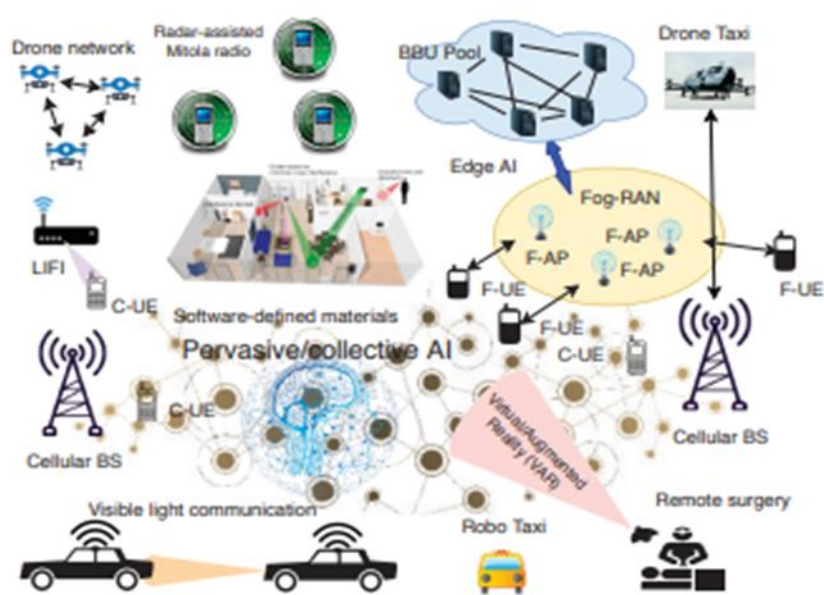 Drone network
Radar-assisted
Mitola radio
BBU Pool
Drone Taxi
Edge AI
Fog-RAN
F-AP
F-AP
F-AP
LIFI
C-UE
F-UE
F-UE
F-UE
Software-defined materials
Pervasive/collective AI
C-UE
C-UE
Cellular BS
Virtual/Augmented
Reality (VAR)
Cellular BS
Visible light communication
Robo Taxi
Remote surgery